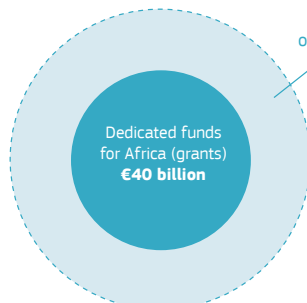 Dedicated funds
for Africa (grants)
€40 billion